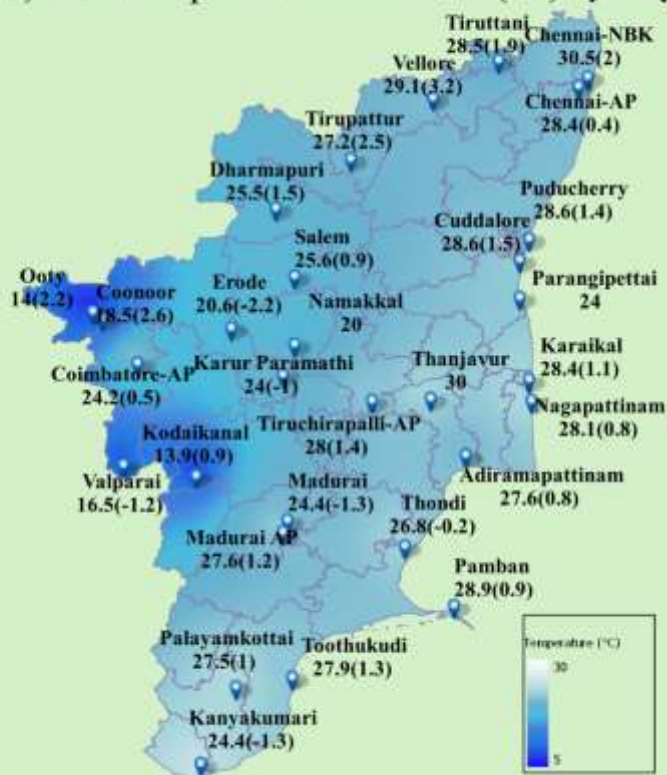 Tiruttani
28.5(1.9)
Chennai-NBK
30.5(2)
Vellore
29.1(3.2)
Chennai-AP
28.4(0.4)
Tirupattur
27.2(2.5)
Dharmapuri
25.5(1.5)
Puducherry
28.6(1.4)
Cuddalore
28.6(1.5)
Salem
25.6(0.9)
Ooty
14(2.2)
Coonoor
18.5(2.6)
Erode
20.6(-2.2)
Namakkal
20
Parangipettai
24
Karaikal
28.4(1.1)
Coimbatore-AP
24.2(0.5)
Karur Paramathi
24(-1)
Thanjavur
30
Nagapattinam
28.1(0.8)
Kodaikanal
13.9(0.9)
Tiruchirapalli-AP
28(1.4)
Valparai
16.5(-1.2)
Madurai
24.4(-1.3)
Adiramapattinam
27.6(0.8)
Thondi
26.8(-0.2)
Madurai AP
27.6(1.2)
Pamban
28.9(0.9)
Palayamkottai
27.5(1)
Toothukudi
27.9(1.3)
Kanyakumari
24.4(-1.3)
Temperature (°C)
30
5